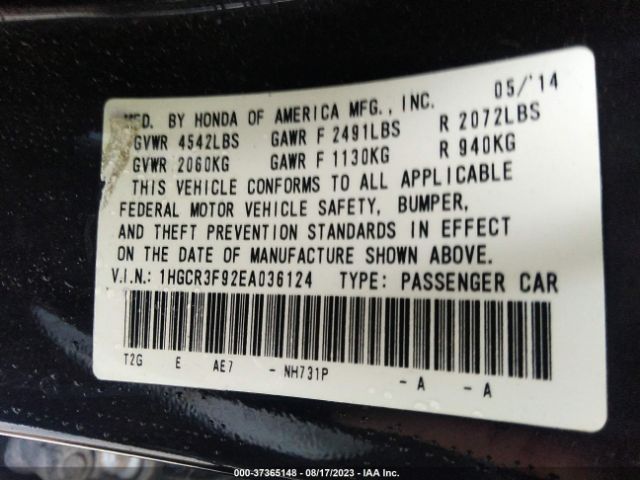 MFD. BY HONDA OF AMERICA MFG., INC. 05/'14
GVWR 4542LBS GAWR F 2491LBS R 2072LBS
GVWR 2060KG GAWR F 1130KG R 940KG
THIS VEHICLE CONFORMS TO ALL APPLICABLE
FEDERAL MOTOR VEHICLE SAFETY, BUMPER,
AND THEFT PREVENTION STANDARDS IN EFFECT
ON THE DATE OF MANUFACTURE SHOWN ABOVE.
V.I.N.: 1HGCR3F92EA036124 TYPE: PASSENGER CAR
T2G E AE7 - NH731P - A - A
000-37365148 - 08/17/2023 - IAA Inc.